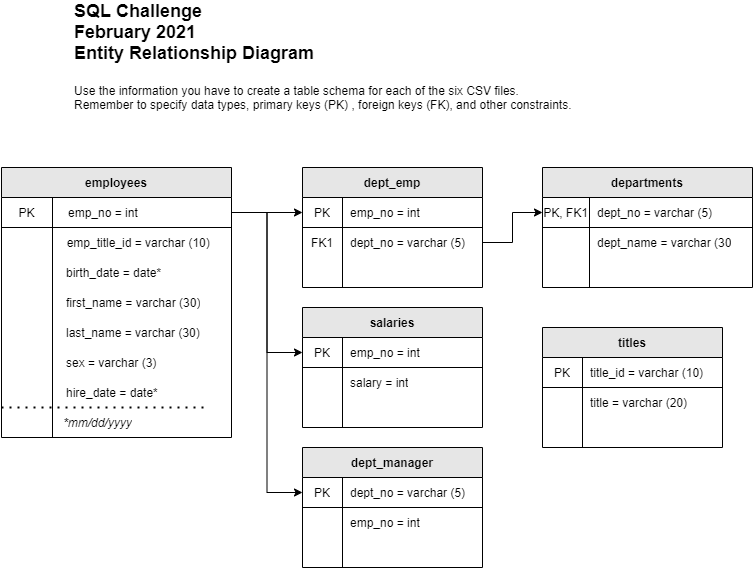 SQL Challenge
February 2021
Entity Relationship Diagram
Use the information you have to create a table schema for each of the six CSV files.
Remember to specify data types, primary keys (PK) , foreign keys (FK), and other constraints.
employees
PK emp_no = int
emp_title_id = varchar (10)
birth_date = date*
first_name = varchar (30)
last_name = varchar (30)
sex = varchar (3)
hire_date = date*
*mm/dd/yyyy
dept_emp
PK emp_no = int
FK1 dept_no = varchar (5)
departments
PK, FK1 dept_no = varchar (5)
dept_name = varchar (30
salaries
PK emp_no = int
salary = int
titles
PK title_id = varchar (10)
title = varchar (20)
dept_manager
PK dept_no = varchar (5)
emp_no = int